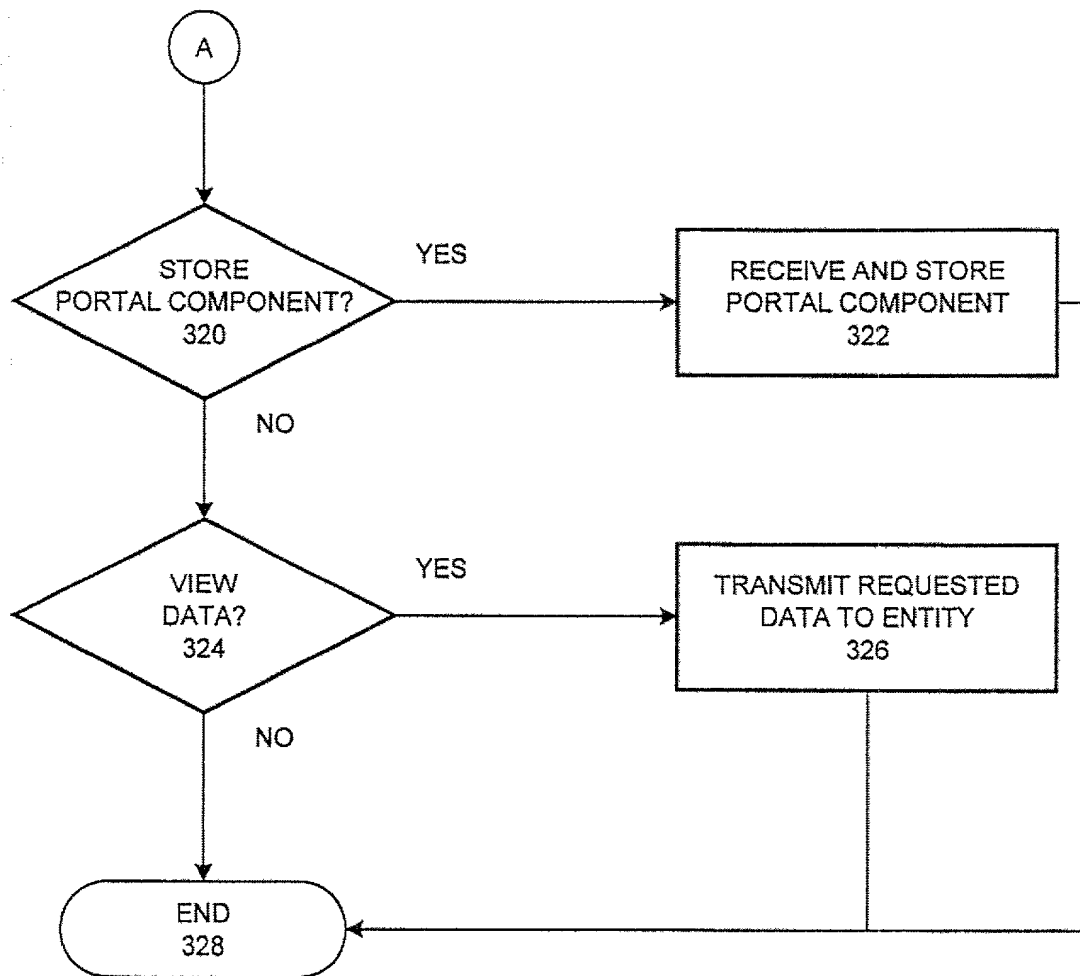 A
STORE
PORTAL COMPONENT?
320
YES
RECEIVE AND STORE
PORTAL COMPONENT
322
NO
VIEW
DATA?
324
YES
TRANSMIT REQUESTED
DATA TO ENTITY
326
NO
END
328